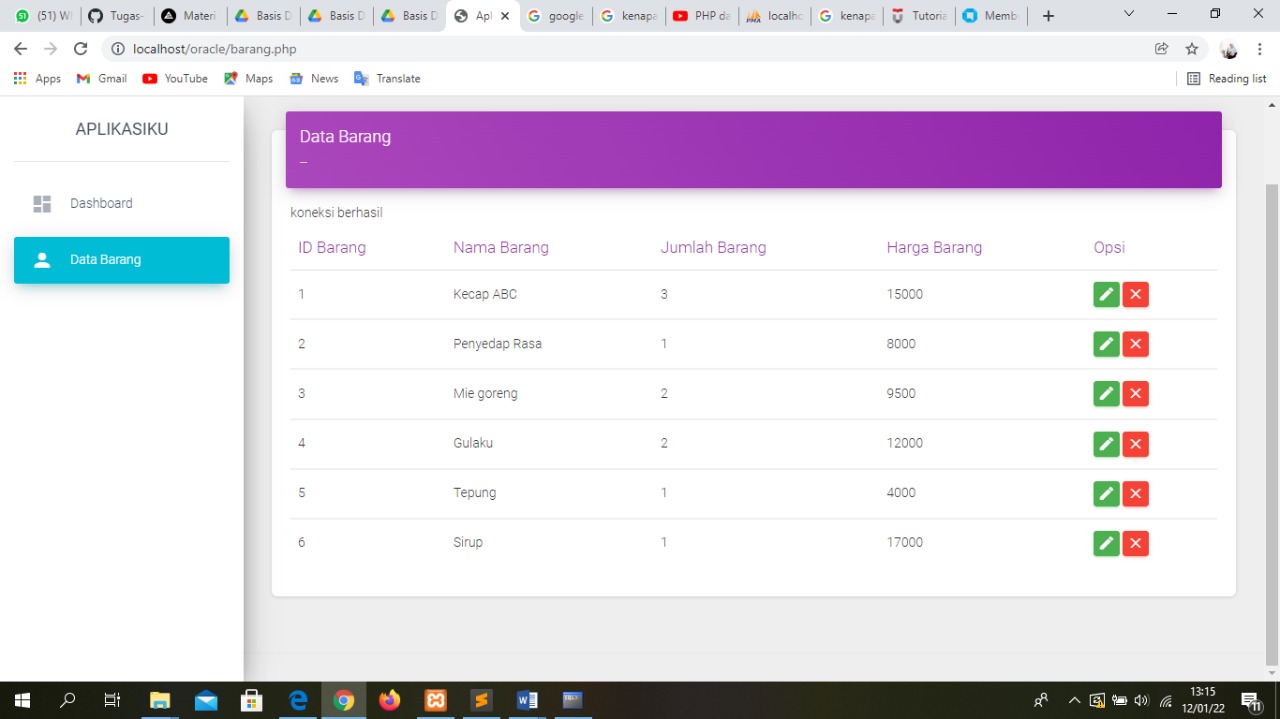 (51) W
Tugas-
Materi
Basis D
Basis D
Basis D
Apl
google
kenapa
PHP da
localho
kenapa
Tutoria
Memb
localhost/oracle/barang.php
Apps
Gmail
YouTube
Maps
News
Translate
Reading list
APLIKASIKU
Dashboard
Data Barang
Data Barang
--
koneksi berhasil
ID Barang Nama Barang Jumlah Barang Harga Barang Opsi
1 Kecap ABC 3 15000
2 Penyedap Rasa 1 8000
3 Mie goreng 2 9500
4 Gulaku 2 12000
5 Tepung 1 4000
6 Sirup 1 17000
13:15
12/01/22
11